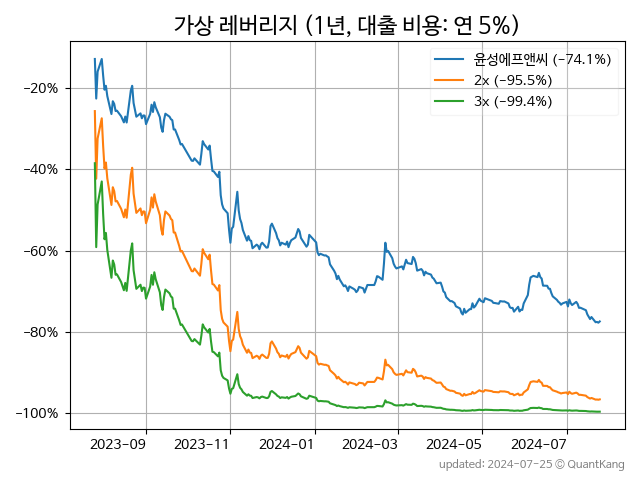 가상 레버리지 (1년, 대출 비용: 연 5%)
윤성에프앤씨 (−74.1%)
2x (−95.5%)
3x (−99.4%)
−20%
−40%
−60%
−80%
−100%
2023-09 2023-11 2024-01 2024-03 2024-05 2024-07
updated: 2024-07-25 © QuantKang